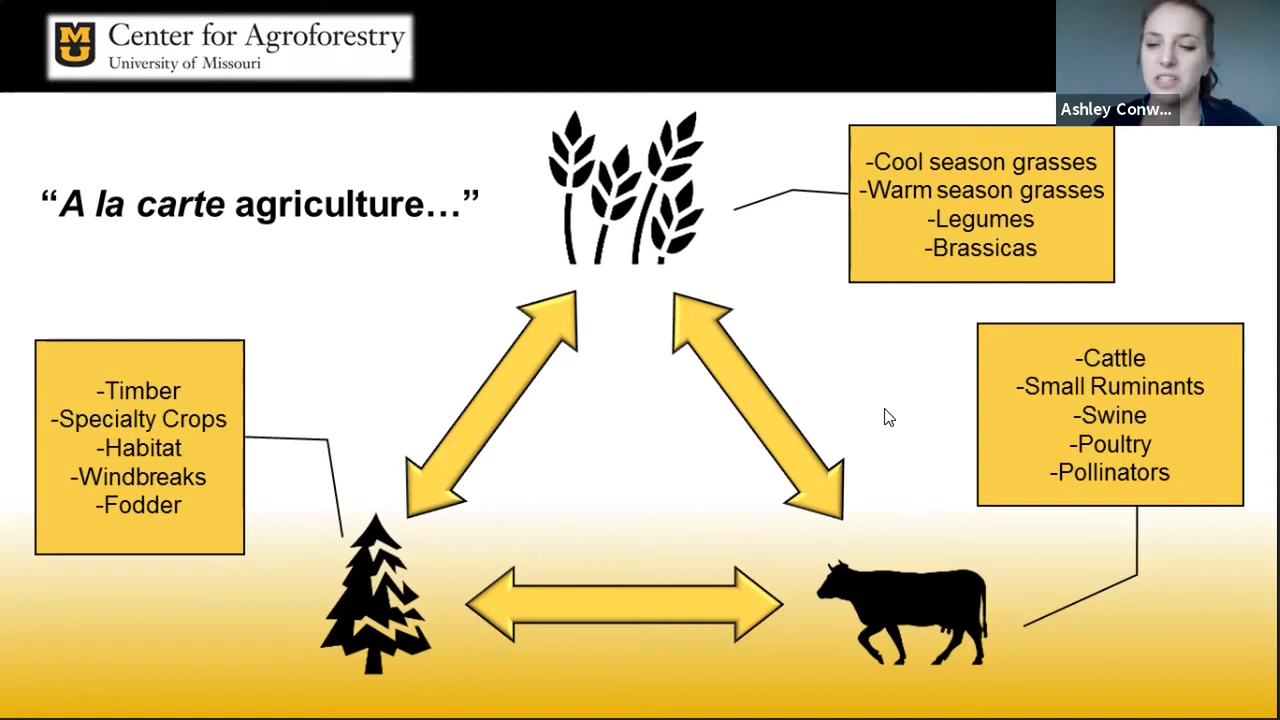 MU
Center for Agroforestry
University of Missouri
Ashley Conw...
“A la carte agriculture…”
-Cool season grasses
-Warm season grasses
-Legumes
-Brassicas
-Timber
-Specialty Crops
-Habitat
-Windbreaks
-Fodder
-Cattle
-Small Ruminants
-Swine
-Poultry
-Pollinators